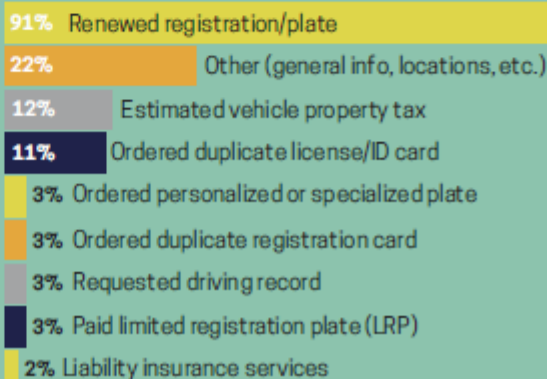 91% Renewed registration/plate
22% Other (general info, locations, etc.)
12% Estimated vehicle property tax
11% Ordered duplicate license/ID card
3% Ordered personalized or specialized plate
3% Ordered duplicate registration card
3% Requested driving record
3% Paid limited registration plate (LRP)
2% Liability insurance services